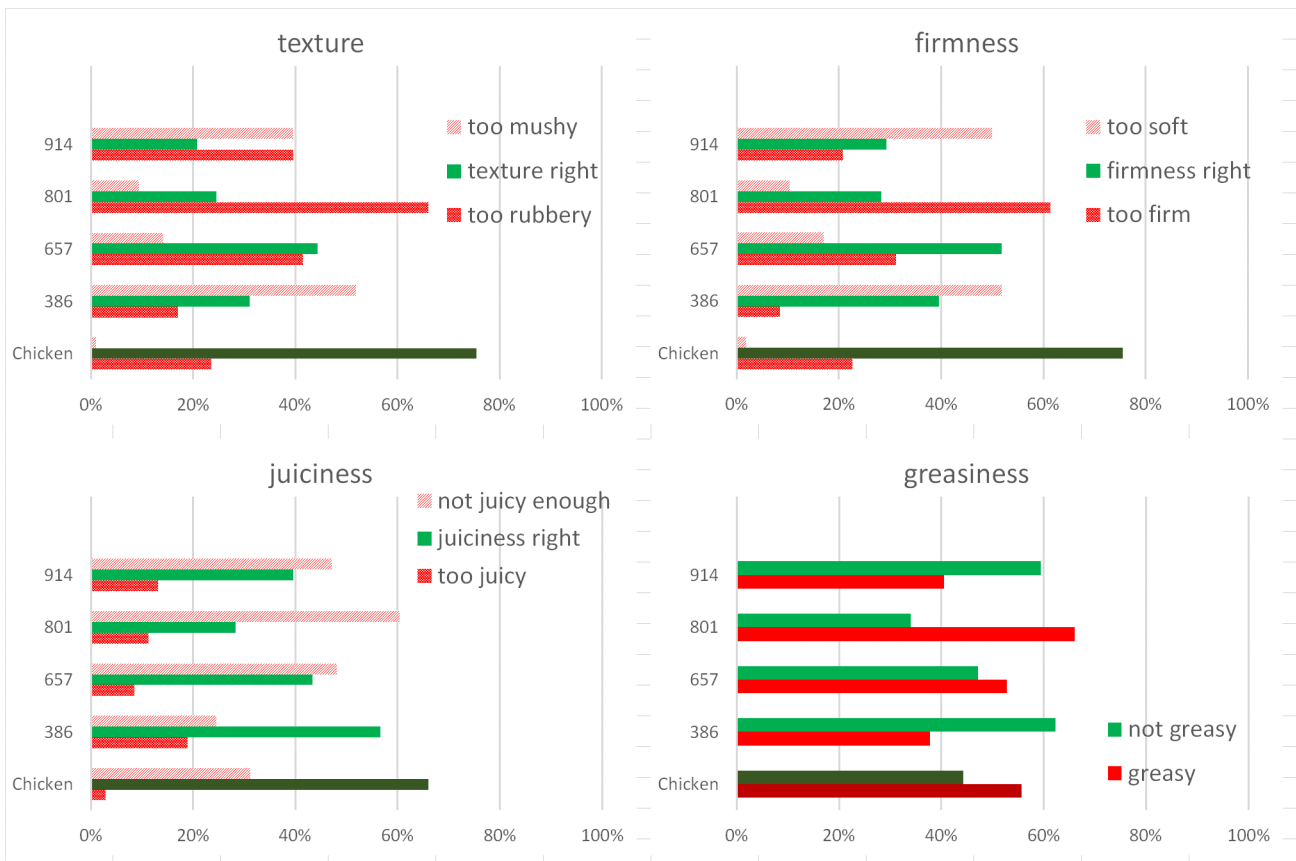 texture
too mushy
texture right
too rubbery
914
801
657
386
Chicken
0% 20% 40% 60% 80% 100%
firmness
too soft
firmness right
too firm
914
801
657
386
Chicken
0% 20% 40% 60% 80% 100%
juiciness
not juicy enough
juiciness right
too juicy
914
801
657
386
Chicken
0% 20% 40% 60% 80% 100%
greasiness
914
801
657
386
Chicken
not greasy
greasy
0% 20% 40% 60% 80% 100%